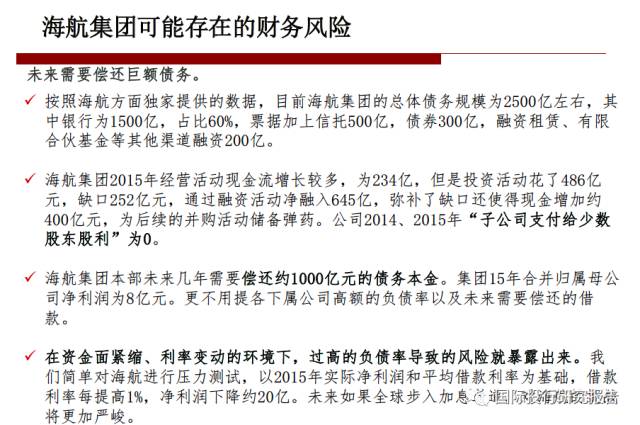 海航集团可能存在的财务风险
未来需要偿还巨额债务。
✓ 按照海航方面独家提供的数据，目前海航集团的总体债务规模为2500亿左右，其
中银行为1500亿，占比60%，票据加上信托500亿，债券300亿，融资租赁、有限
合伙基金等其他渠道融资200亿。
✓ 海航集团2015年经营活动现金流增长较多，为234亿，但是投资活动花了486亿
元，缺口252亿元，通过融资活动净融入645亿，弥补了缺口还使得现金增加约
400亿元，为后续的并购活动储备弹药。公司2014、2015年“子公司支付给少数
股东股利”为0。
✓ 海航集团本部未来几年需要偿还约1000亿元的债务本金。集团15年合并归属母公
司净利润为8亿元。更不用提各下属公司高额的负债率以及未来需要偿还的借
款。
✓ 在资金面紧缩、利率变动的环境下，过高的负债率导致的风险就暴露出来。我
们简单对海航进行压力测试，以2015年实际净利润和平均借款利率为基础，借款
利率每提高1%，净利润下降约20亿。未来如果全球步入加息
将更加严峻。
国际投行研究报告